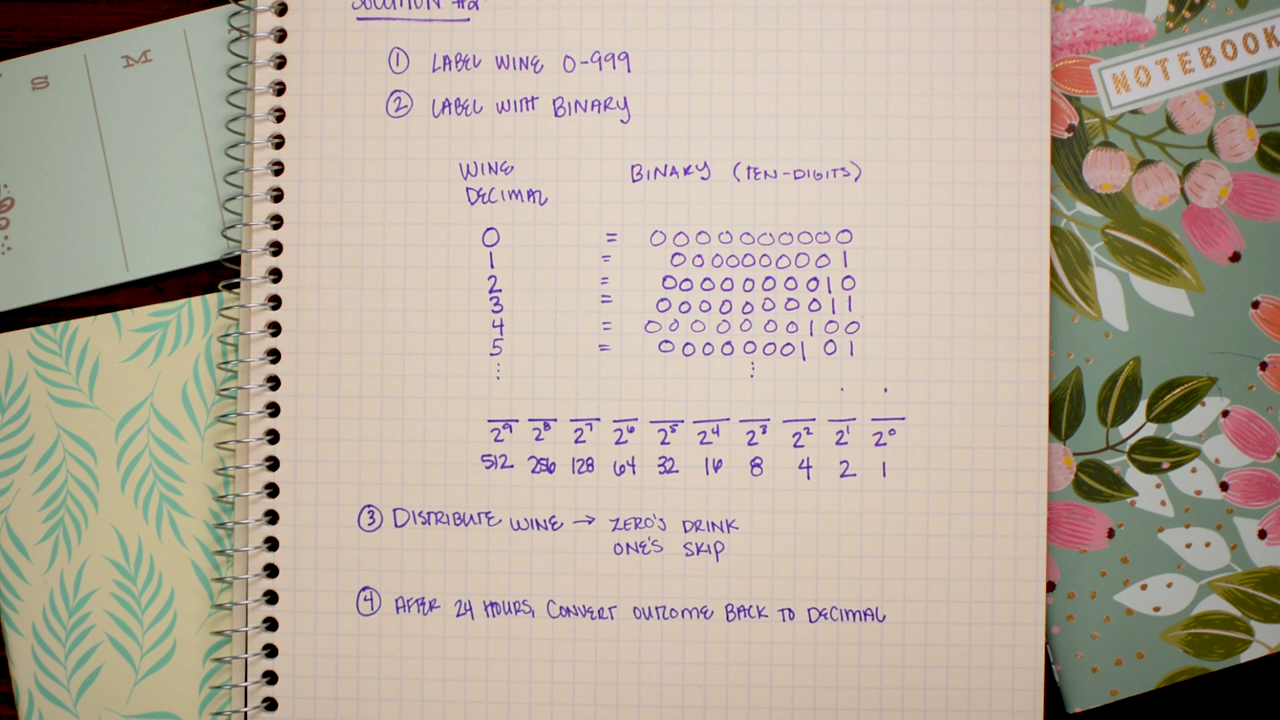 SOLUTION #2
① LABEL WINE 0-999
② LABEL WITH BINARY
WINE DECIMAL BINARY (TEN-DIGITS)
0 = 0000000000
1 = 000000001
2 = 0000000010
3 = 0000000011
4 = 0000000100
5 = 000000101
⋮ ⋮
2⁹ 2⁸ 2⁷ 2⁶ 2⁵ 2⁴ 2³ 2² 2¹ 2⁰
512 256 128 64 32 16 8 4 2 1
③ DISTRIBUTE WINE → ZERO'S DRINK
ONE'S SKIP
④ AFTER 24 HOURS, CONVERT OUTCOME BACK TO DECIMAL
S M
NOTEBOOK